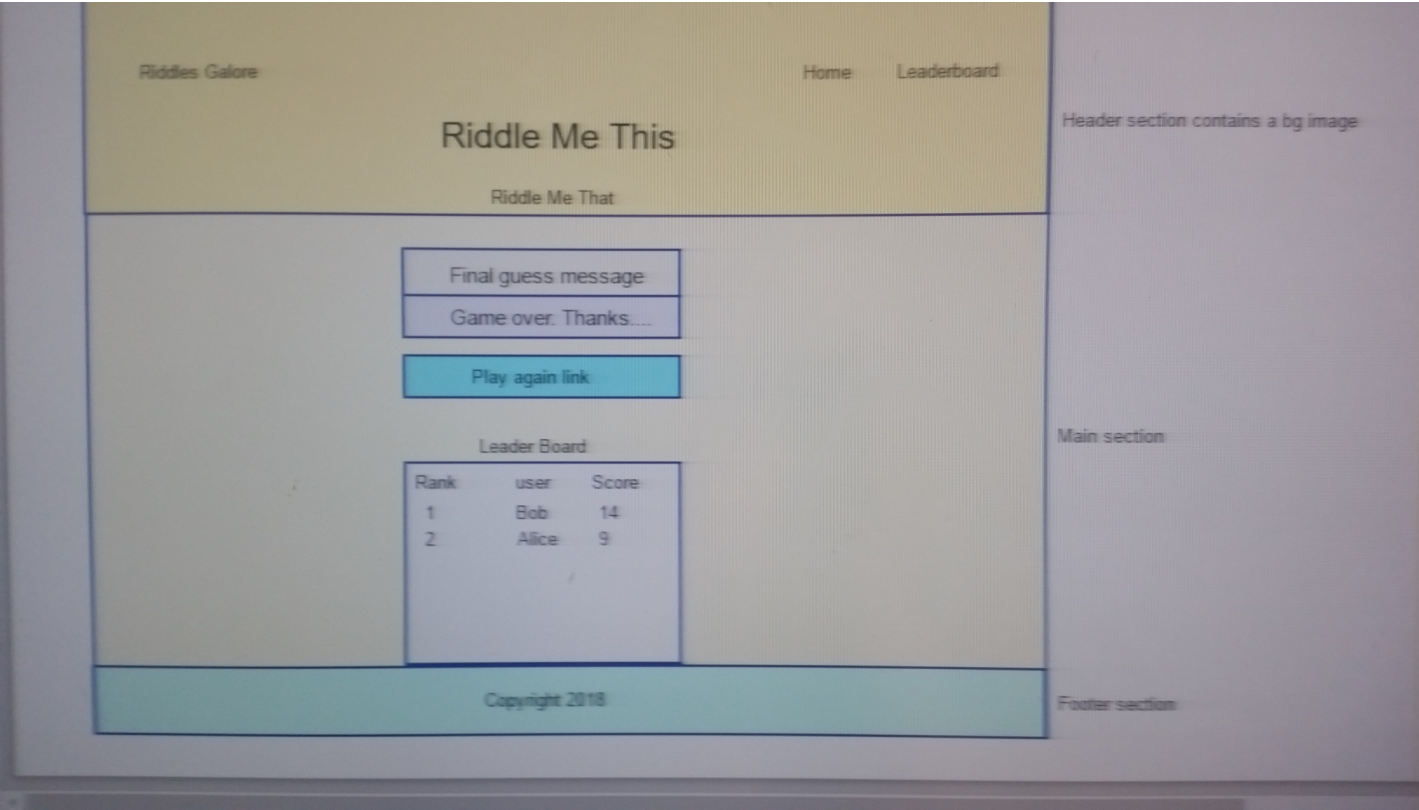 Riddles Galore Home Leaderboard
Header section contains a bg image
Riddle Me This
Riddle Me That
Final guess message
Game over. Thanks....
Play again link
Main section
Leader Board
Rank user Score
1 Bob 14
2 Alice 9
Copyright 2018
Footer section